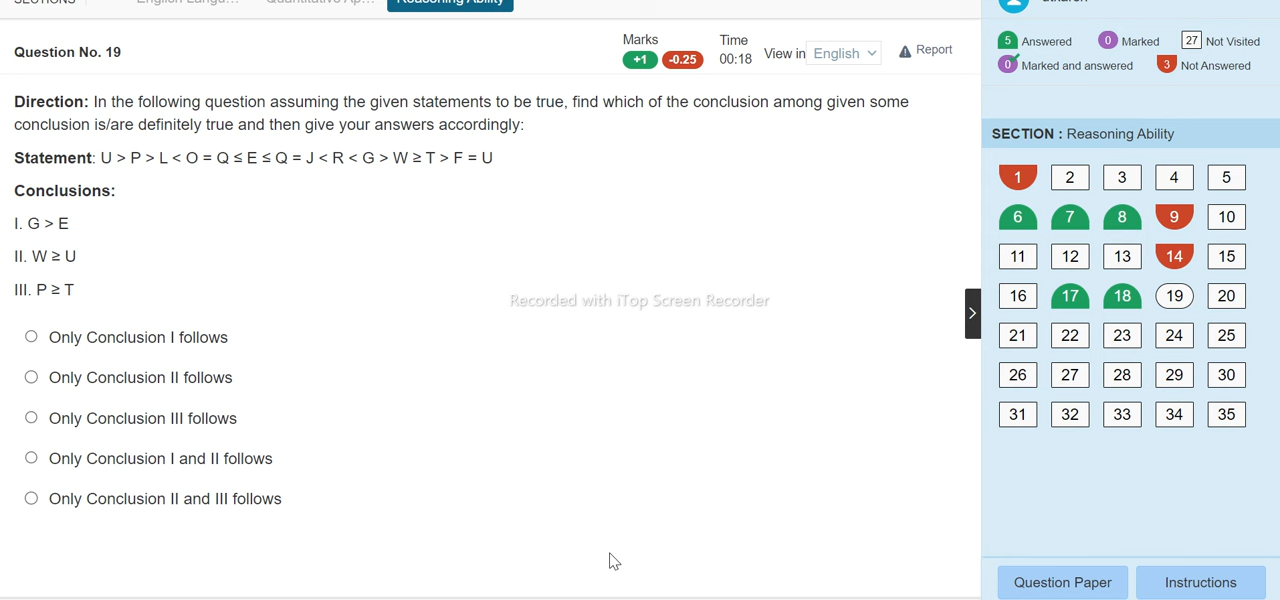 Reasoning Ability
Question No. 19
Marks
+1 -0.25
Time
00:18
View in English
Report
Direction: In the following question assuming the given statements to be true, find which of the conclusion among given some
conclusion is/are definitely true and then give your answers accordingly:
Statement: U > P > L < O = Q ≤ E ≤ Q = J < R < G > W ≥ T > F = U
Conclusions:
I. G > E
II. W ≥ U
III. P ≥ T
Recorded with iTop Screen Recorder
Only Conclusion I follows
Only Conclusion II follows
Only Conclusion III follows
Only Conclusion I and II follows
Only Conclusion II and III follows
5 Answered 0 Marked 27 Not Visited
0 Marked and answered 3 Not Answered
SECTION : Reasoning Ability
1 2 3 4 5
6 7 8 9 10
11 12 13 14 15
16 17 18 19 20
21 22 23 24 25
26 27 28 29 30
31 32 33 34 35
Question Paper Instructions